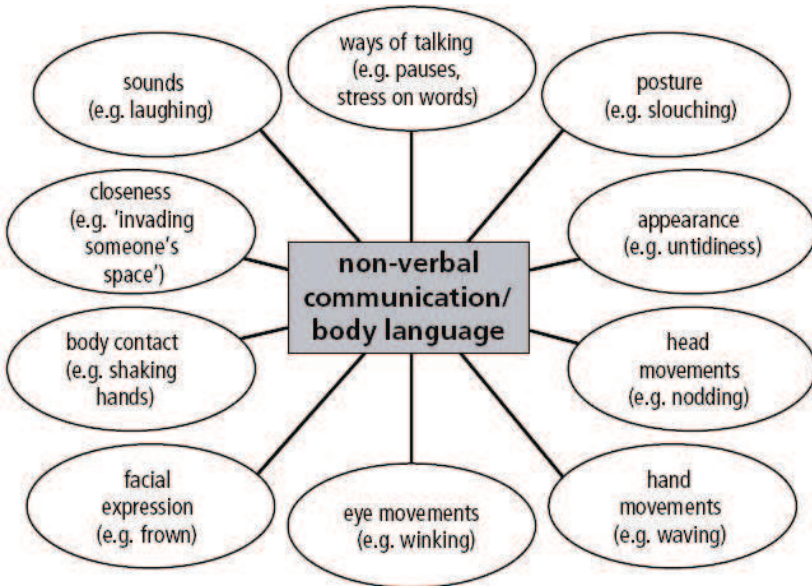 ways of talking
(e.g. pauses,
stress on words)
sounds
(e.g. laughing)
posture
(e.g. slouching)
closeness
(e.g. 'invading
someone's
space')
appearance
(e.g. untidiness)
non-verbal
communication/
body language
body contact
(e.g. shaking
hands)
head
movements
(e.g. nodding)
facial
expression
(e.g. frown)
eye movements
(e.g. winking)
hand
movements
(e.g. waving)